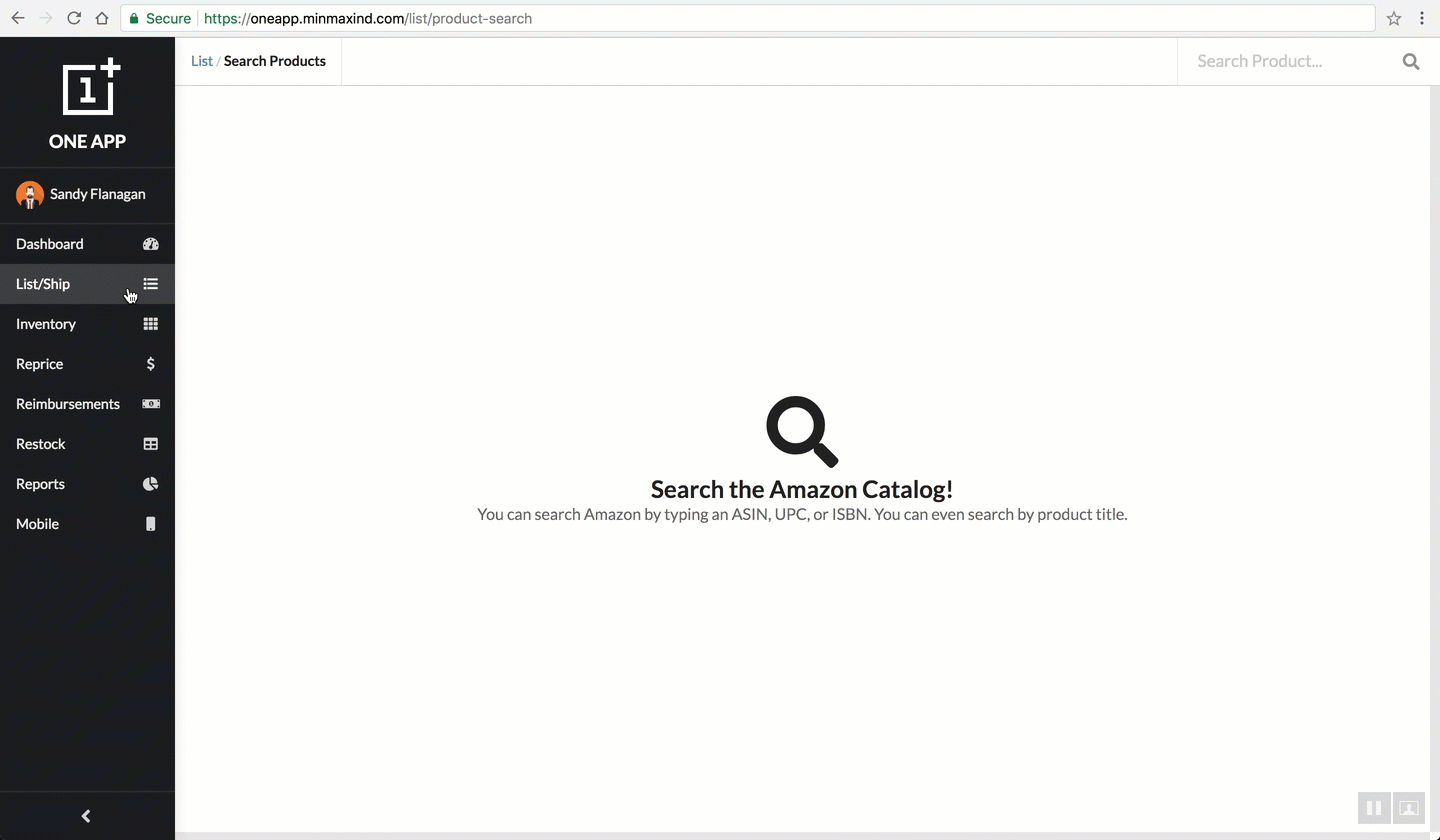 Secure https://oneapp.minmaxind.com/list/product-search
1
ONE APP
Sandy Flanagan
Dashboard
List/Ship
Inventory
Reprice $
Reimbursements
Restock
Reports
Mobile
List / Search Products
Search Product...
Search the Amazon Catalog!
You can search Amazon by typing an ASIN, UPC, or ISBN. You can even search by product title.